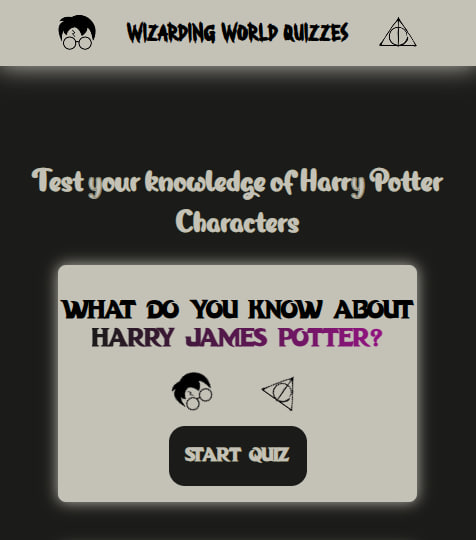 WIZARDING WORLD QUIZZES
Test your knowledge of Harry Potter
Characters
WHAT DO YOU KNOW ABOUT
HARRY JAMES POTTER?
START QUIZ